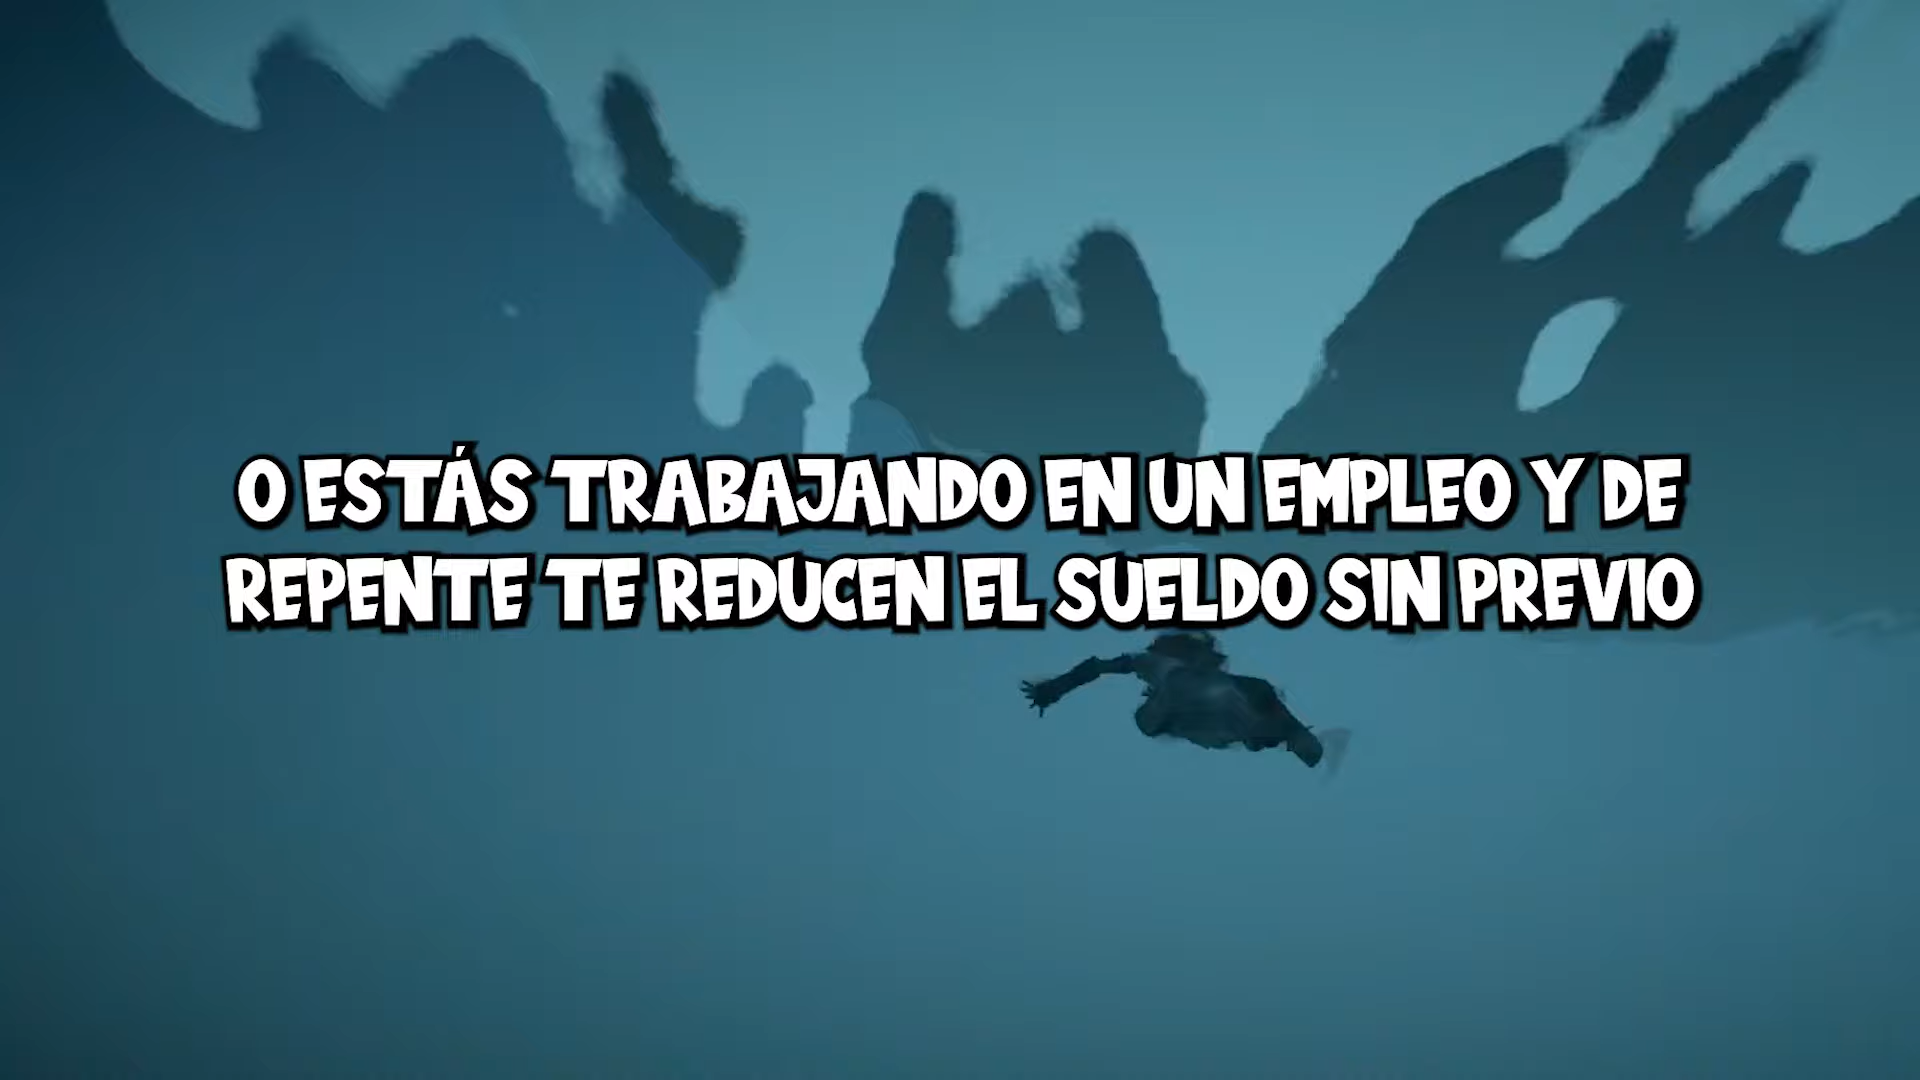 O ESTÁS TRABAJANDO EN UN EMPLEO Y DE
REPENTE TE REDUCEN EL SUELDO SIN PREVIO